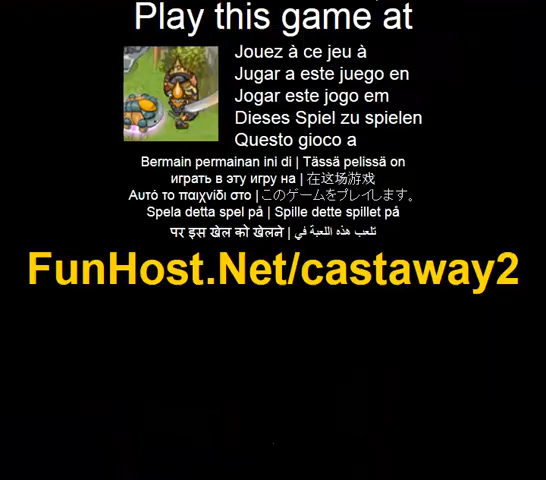 Play this game at
Jouez à ce jeu à
Jugar a este juego en
Jogar este jogo em
Dieses Spiel zu spielen
Questo gioco a
Bermain permainan ini di | Tässä pelissä on
играть в эту игру на | 在这场游戏
Αυτό το παιχνίδι στο | このゲームをプレイします。
Spela detta spel på | Spille dette spillet på
पर इस खेल को खेलने | تلعب هذه اللعبة في
FunHost.Net/castaway2